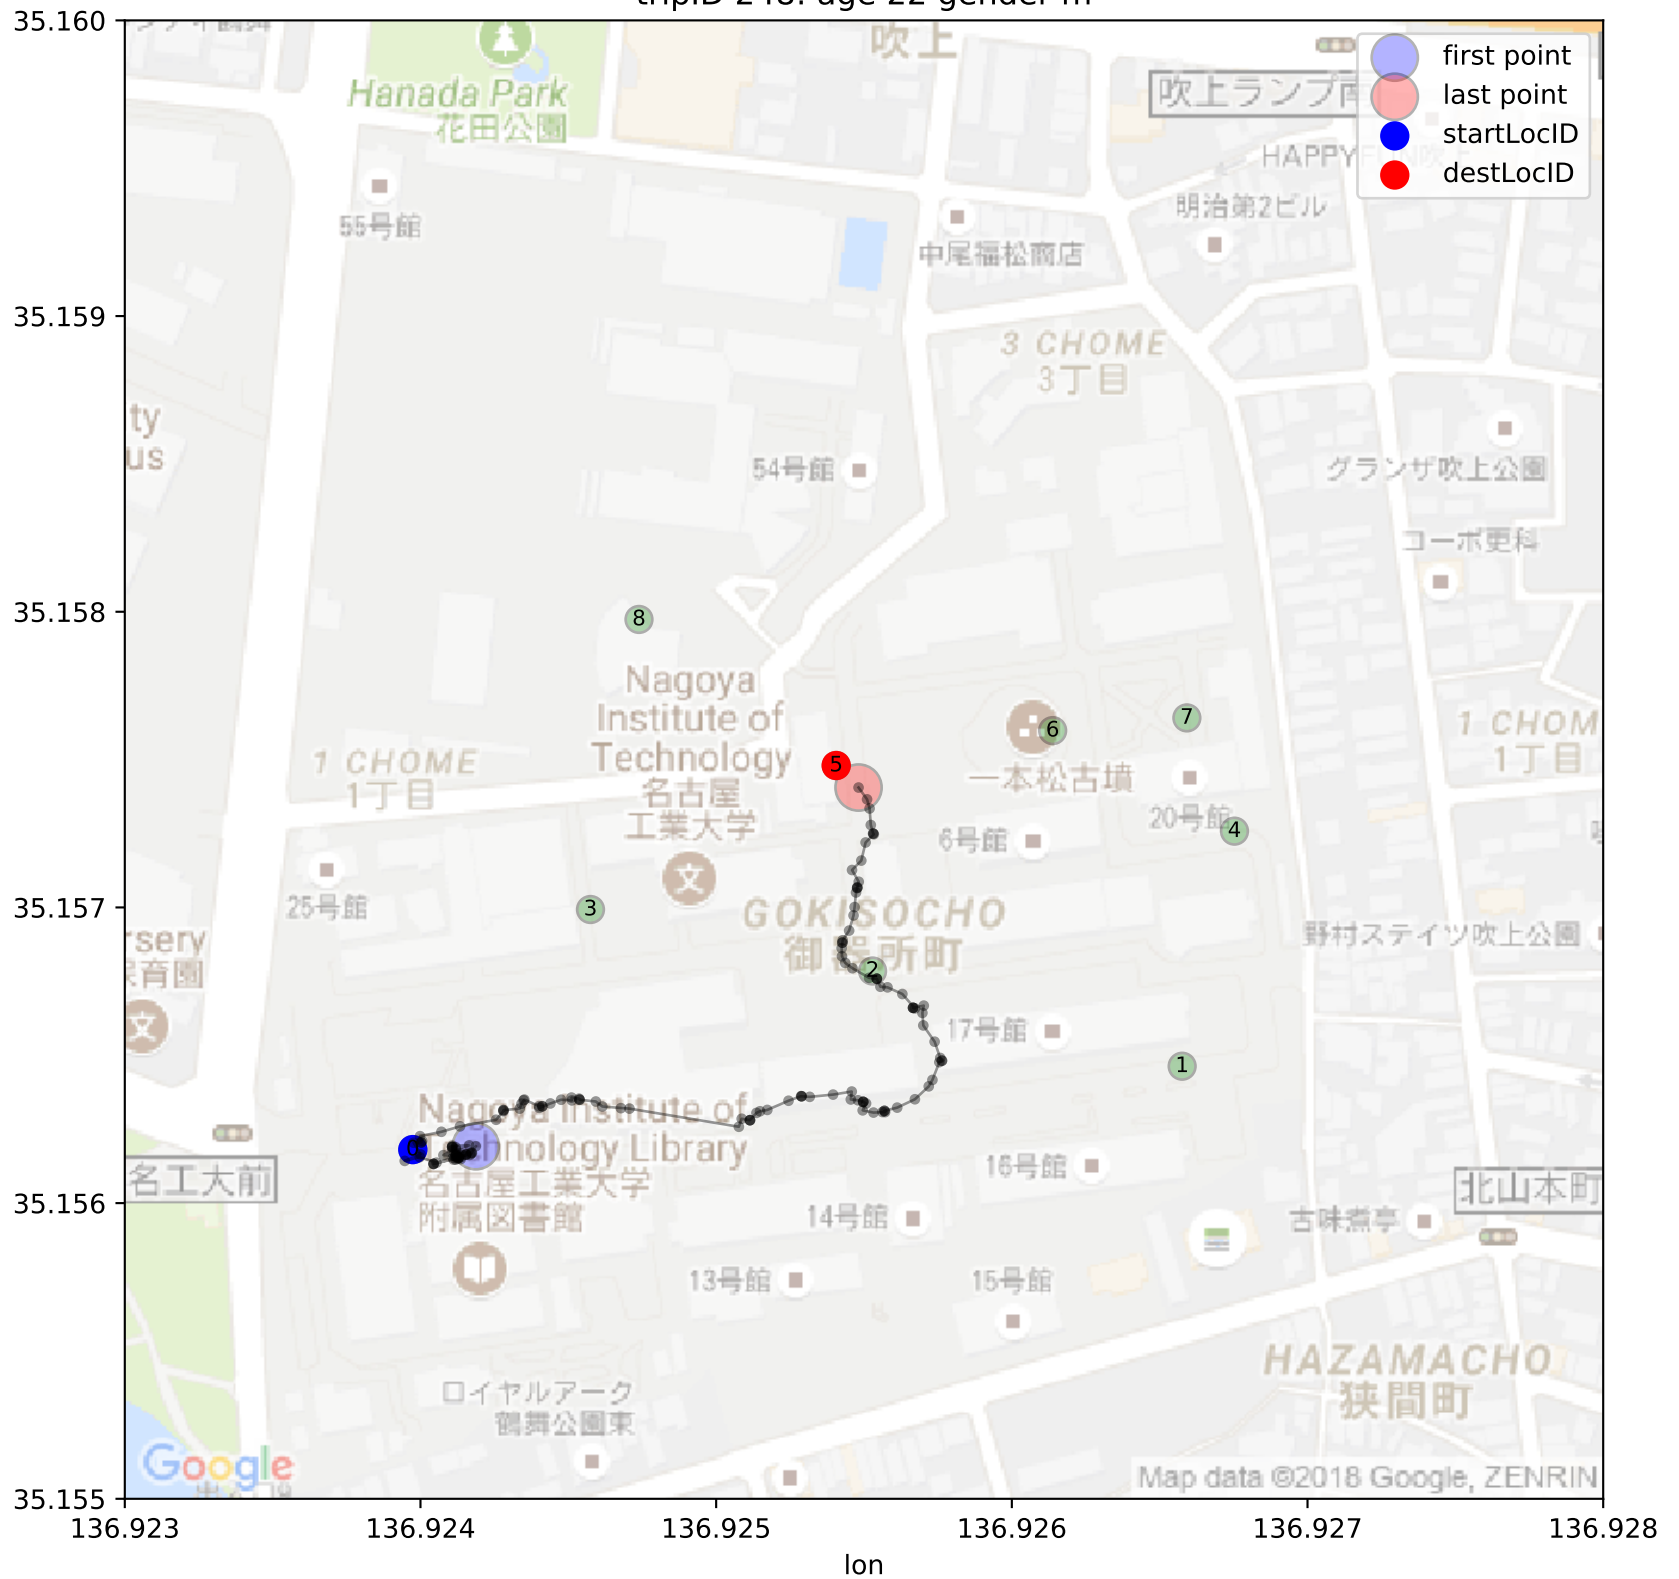 tripID 248: age 22 gender m
35.160
吹上
first point
Hanada Park
花田公園
吹上ランプ
last point
startLocID
HAPPY
destLocID
55号館
明治第2ビル
中尾福松商店
35.159
3 CHOME
3丁目
ty
us
54号館
グランザ吹上公園
コーポ更科
35.158
8
Nagoya
Institute of
Technology
名古屋
工業大学
7
6
1 CHOM
1丁目
1 CHOME
1丁目
5
一本松古墳
20号館
4
6号館
25号館
3
35.157
GOKISOCHO
御器所町
2
rsery
保育園
野村ステイツ吹上公園
17号館
1
Nagoya Institute of
Technology Library
名古屋工業大学
附属図書館
0
名工大前
16号館
北山本町
35.156
14号館
古味煮亭
13号館
15号館
HAZAMACHO
狭間町
ロイヤルアーク
鶴舞公園東
Google
Map data ©2018 Google, ZENRIN
35.155
136.923
136.924
136.925
136.926
136.927
136.928
lon